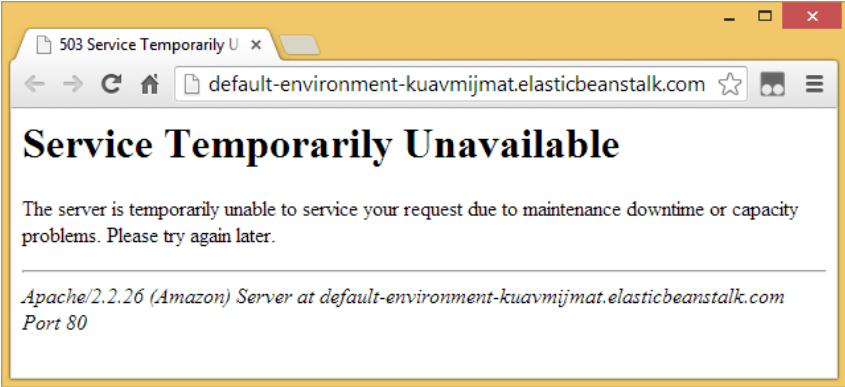 503 Service Temporarily U
default-environment-kuavmijmat.elasticbeanstalk.com
Service Temporarily Unavailable
The server is temporarily unable to service your request due to maintenance downtime or capacity
problems. Please try again later.
Apache/2.2.26 (Amazon) Server at default-environment-kuavmijmat.elasticbeanstalk.com
Port 80